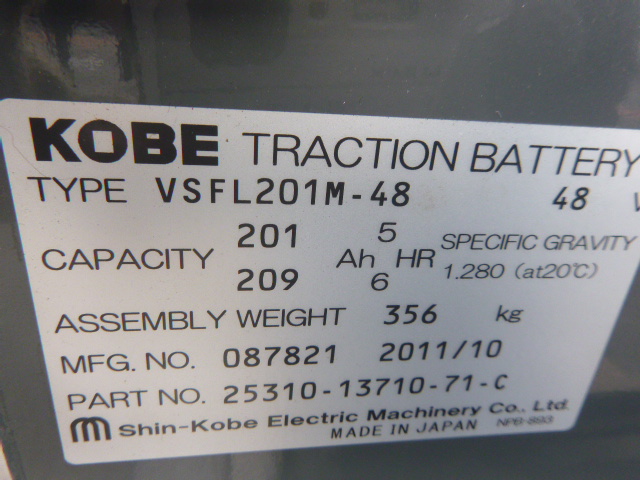 KOBE TRACTION BATTERY
TYPE VSFL201M-48 48 V
CAPACITY 201 209 Ah 5 6 HR SPECIFIC GRAVITY 1.280 (at20℃)
ASSEMBLY WEIGHT 356 kg
MFG. NO. 087821 2011/10
PART NO. 25310-13710-71-C
Shin-Kobe Electric Machinery Co., Ltd.
MADE IN JAPAN NPB-893